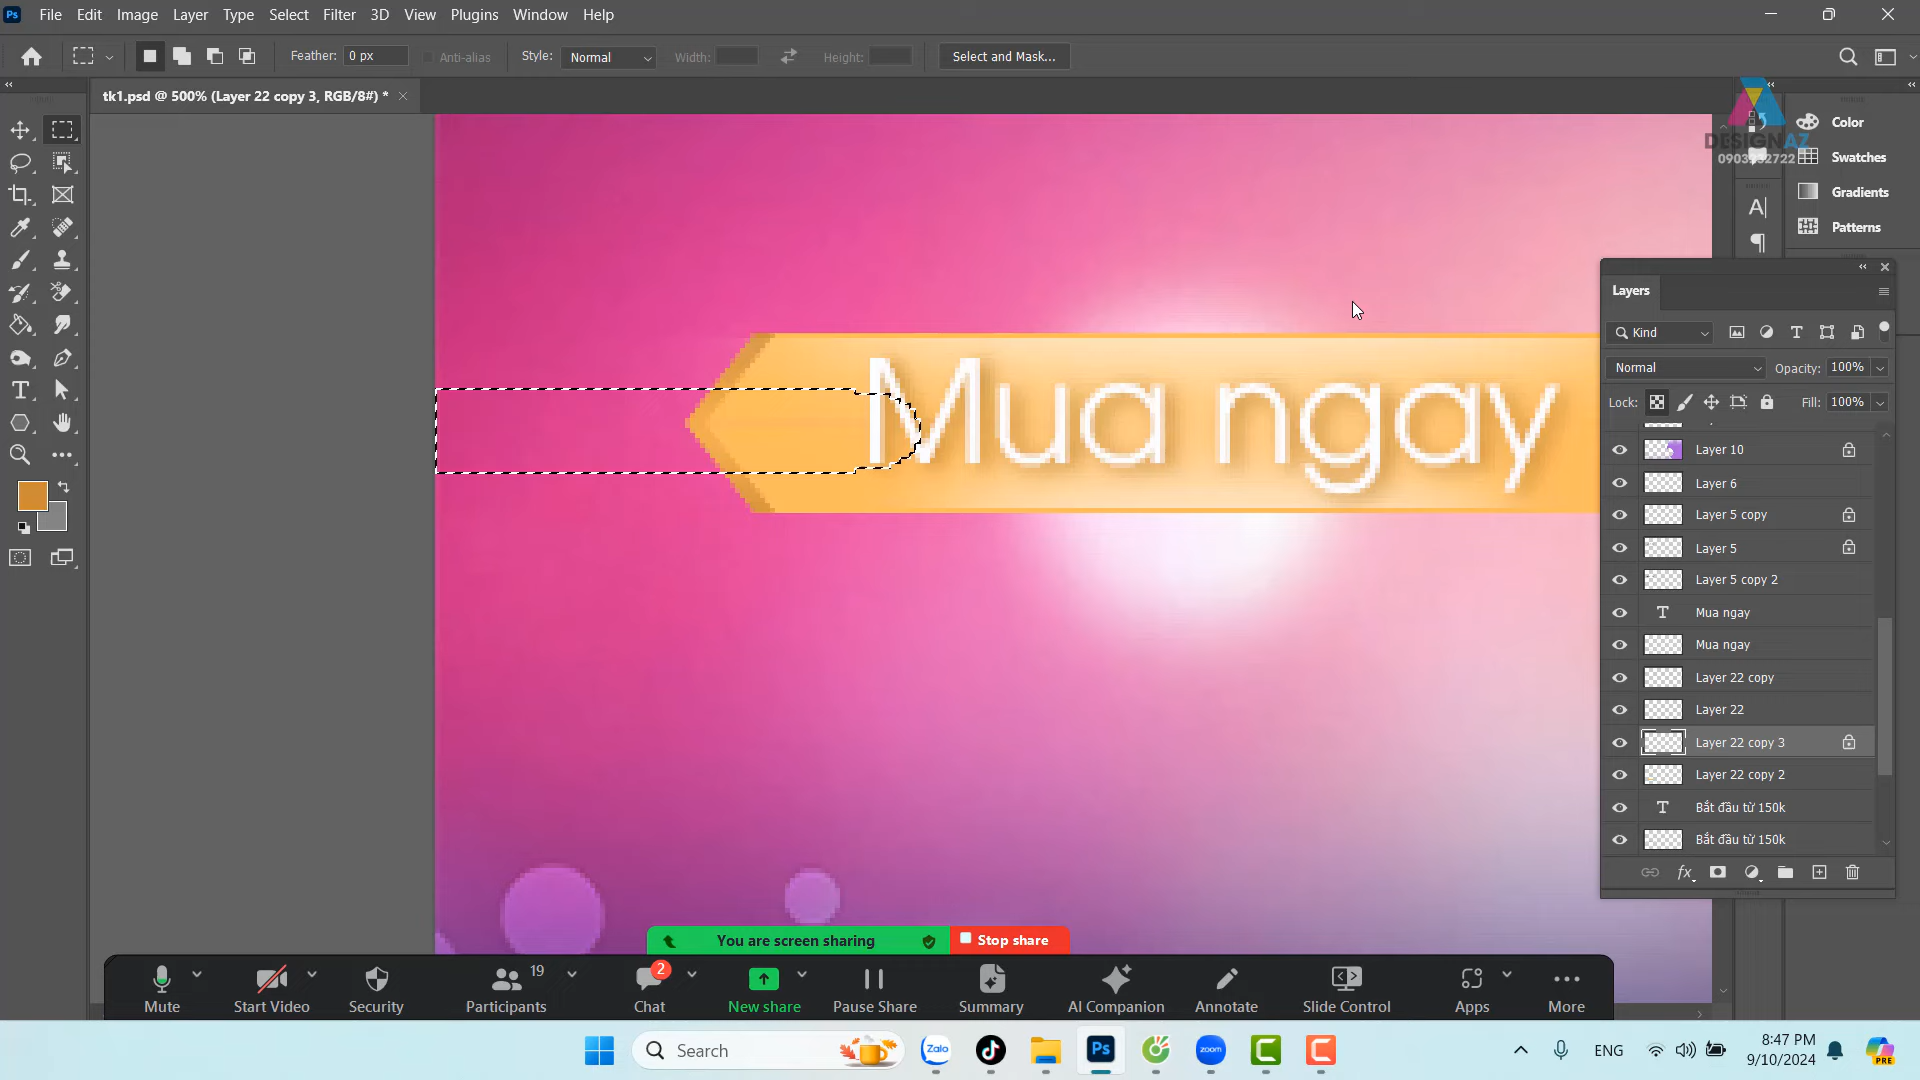 Ps File Edit Image Layer Type Select Filter 3D View Plugins Window Help
Feather: 0 px Anti-alias Style: Normal Width: Height: Select and Mask...
tk1.psd @ 500% (Layer 22 copy 3, RGB/8#) *
DESIGNAZ
Color
Swatches
Gradients
Patterns
Layers
Kind
Normal Opacity: 100%
Lock: Fill: 100%
Layer 10
Layer 6
Layer 5 copy
Layer 5
Layer 5 copy 2
Mua ngay
Mua ngay
Layer 22 copy
Layer 22
Layer 22 copy 3
Layer 22 copy 2
Bắt đầu từ 150k
Bắt đầu từ 150k
Mua ngay
You are screen sharing Stop share
19 2
Mute Start Video Security Participants Chat New share Pause Share Summary AI Companion Annotate Slide Control Apps More
Search Zalo Ps zoom ENG
8:47 PM
9/10/2024
PRE